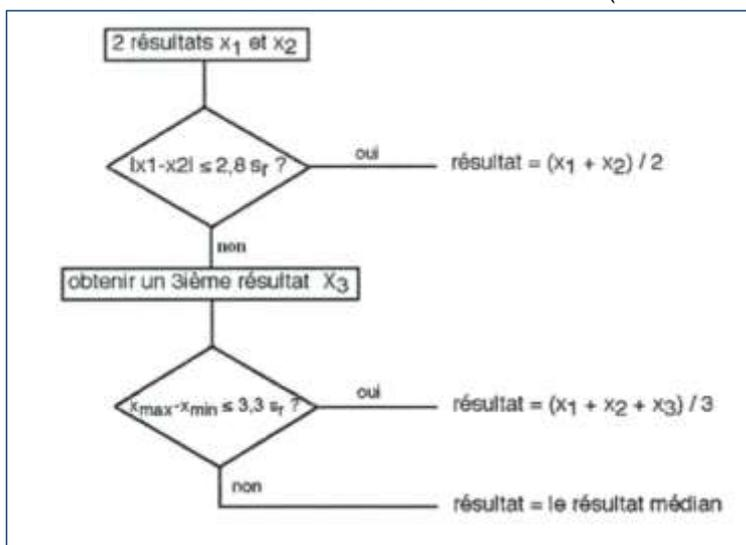 2 résultats x1 et x2
|x1-x2| ≤ 2,8 sr ?
oui
résultat = (x1 + x2) / 2
non
obtenir un 3ième résultat X3
xmax-xmin ≤ 3,3 sr ?
oui
résultat = (x1 + x2 + x3) / 3
non
résultat = le résultat médian